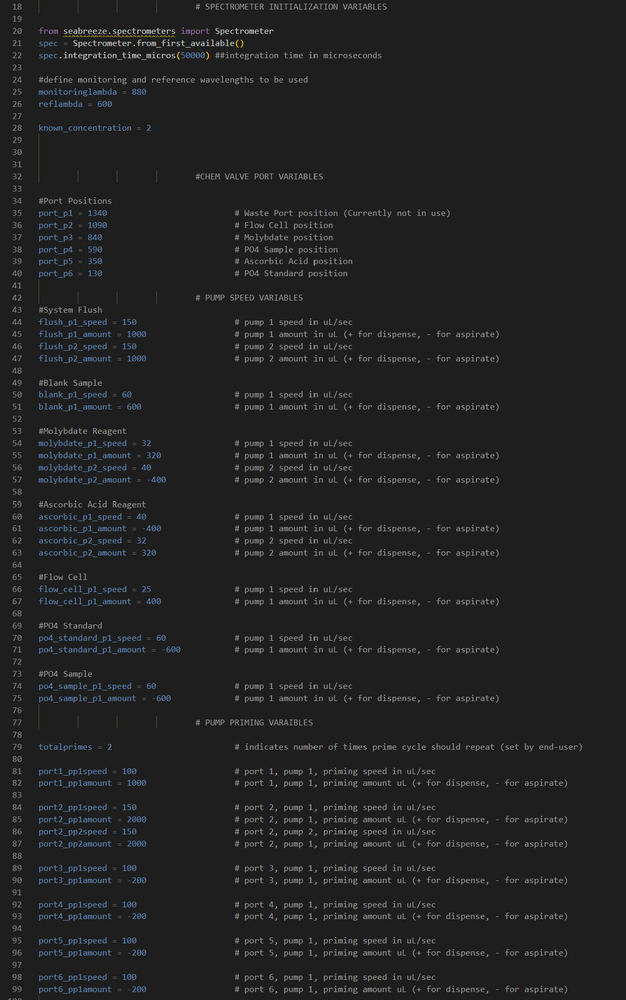 18 # SPECTROMETER INITIALIZATION VARIABLES
19
20 from seabreeze.spectrometers import Spectrometer
21 spec = Spectrometer.from_first_available()
22 spec.integration_time_micros(50000) ##integration time in microseconds
23
24 #define monitoring and reference wavelengths to be used
25 monitoringlambda = 880
26 reflambda = 600
27
28 known_concentration = 2
29
30
31
32 #CHEM VALVE PORT VARIABLES
33
34 #Port Positions
35 port_p1 = 1340 # Waste Port position (Currently not in use)
36 port_p2 = 1090 # Flow Cell position
37 port_p3 = 840 # Molybdate position
38 port_p4 = 590 # PO4 Sample position
39 port_p5 = 350 # Ascorbic Acid position
40 port_p6 = 130 # PO4 Standard position
41
42 # PUMP SPEED VARIABLES
43 #System Flush
44 flush_p1_speed = 150 # pump 1 speed in uL/sec
45 flush_p1_amount = 1000 # pump 1 amount in uL (+ for dispense, - for aspirate)
46 flush_p2_speed = 150 # pump 2 speed in uL/sec
47 flush_p2_amount = 1000 # pump 2 amount in uL (+ for dispense, - for aspirate)
48
49 #Blank Sample
50 blank_p1_speed = 60 # pump 1 speed in uL/sec
51 blank_p1_amount = 600 # pump 1 amount in uL (+ for dispense, - for aspirate)
52
53 #Molybdate Reagent
54 molybdate_p1_speed = 32 # pump 1 speed in uL/sec
55 molybdate_p1_amount = 320 # pump 1 amount in uL (+ for dispense, - for aspirate)
56 molybdate_p2_speed = 40 # pump 2 speed in uL/sec
57 molybdate_p2_amount = -400 # pump 2 amount in uL (+ for dispense, - for aspirate)
58
59 #Ascorbic Acid Reagent
60 ascorbic_p1_speed = 40 # pump 1 speed in uL/sec
61 ascorbic_p1_amount = -400 # pump 1 amount in uL (+ for dispense, - for aspirate)
62 ascorbic_p2_speed = 32 # pump 2 speed in uL/sec
63 ascorbic_p2_amount = 320 # pump 2 amount in uL (+ for dispense, - for aspirate)
64
65 #Flow Cell
66 flow_cell_p1_speed = 25 # pump 1 speed in uL/sec
67 flow_cell_p1_amount = 400 # pump 1 amount in uL (+ for dispense, - for aspirate)
68
69 #PO4 Standard
70 po4_standard_p1_speed = 60 # pump 1 speed in uL/sec
71 po4_standard_p1_amount = -600 # pump 1 amount in uL (+ for dispense, - for aspirate)
72
73 #PO4 Sample
74 po4_sample_p1_speed = 60 # pump 1 speed in uL/sec
75 po4_sample_p1_amount = -600 # pump 1 amount in uL (+ for dispense, - for aspirate)
76
77 # PUMP PRIMING VARAIBLES
78
79 totalprimes = 2 # indicates number of times prime cycle should repeat (set by end-user)
80
81 port1_pp1speed = 100 # port 1, pump 1, priming speed in uL/sec
82 port1_pp1amount = 1000 # port 1, pump 1, priming amount uL (+ for dispense, - for aspirate)
83
84 port2_pp1speed = 150 # port 2, pump 1, priming speed in uL/sec
85 port2_pp1amount = 2000 # port 2, pump 1, priming amount uL (+ for dispense, - for aspirate)
86 port2_pp2speed = 150 # port 2, pump 2, priming speed in uL/sec
87 port2_pp2amount = 2000 # port 2, pump 1, priming amount uL (+ for dispense, - for aspirate)
88
89 port3_pp1speed = 100 # port 3, pump 1, priming speed in uL/sec
90 port3_pp1amount = -200 # port 3, pump 1, priming amount uL (+ for dispense, - for aspirate)
91
92 port4_pp1speed = 100 # port 4, pump 1, priming speed in uL/sec
93 port4_pp1amount = -200 # port 4, pump 1, priming amount uL (+ for dispense, - for aspirate)
94
95 port5_pp1speed = 100 # port 5, pump 1, priming speed in uL/sec
96 port5_pp1amount = -200 # port 5, pump 1, priming amount uL (+ for dispense, - for aspirate)
97
98 port6_pp1speed = 100 # port 6, pump 1, priming speed in uL/sec
99 port6_pp1amount = -200 # port 6, pump 1, priming amount uL (+ for dispense, - for aspirate)